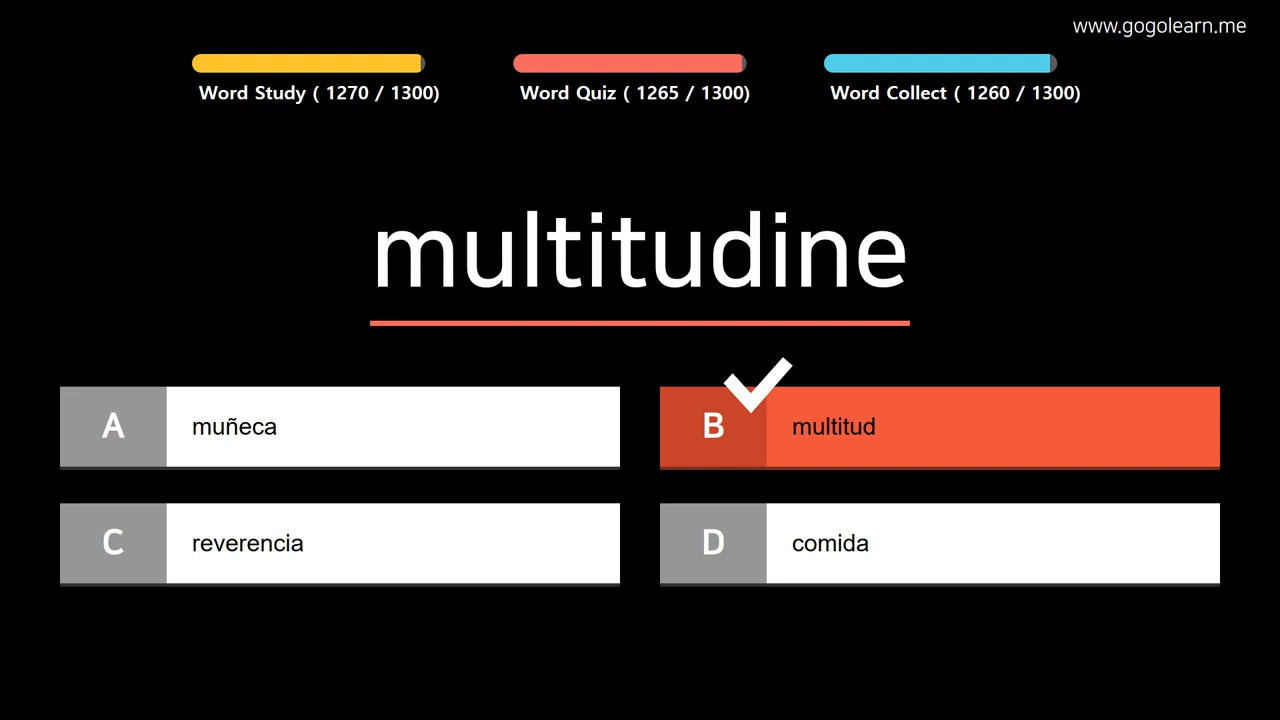 www.gogolearn.me
Word Study ( 1270 / 1300)
Word Quiz ( 1265 / 1300)
Word Collect ( 1260 / 1300)
multitudine
A muñeca
B multitud
C reverencia
D comida